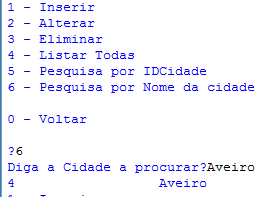 1 - Inserir
2 - Alterar
3 - Eliminar
4 - Listar Todas
5 - Pesquisa por IDCidade
6 - Pesquisa por Nome da cidade
0 - Voltar
?6
Diga a Cidade a procurar?Aveiro
4 Aveiro